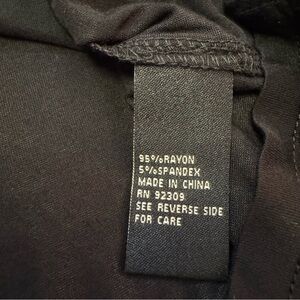 95%RAYON
5%SPANDEX
MADE IN CHINA
RN 92309
SEE REVERSE SIDE
FOR CARE